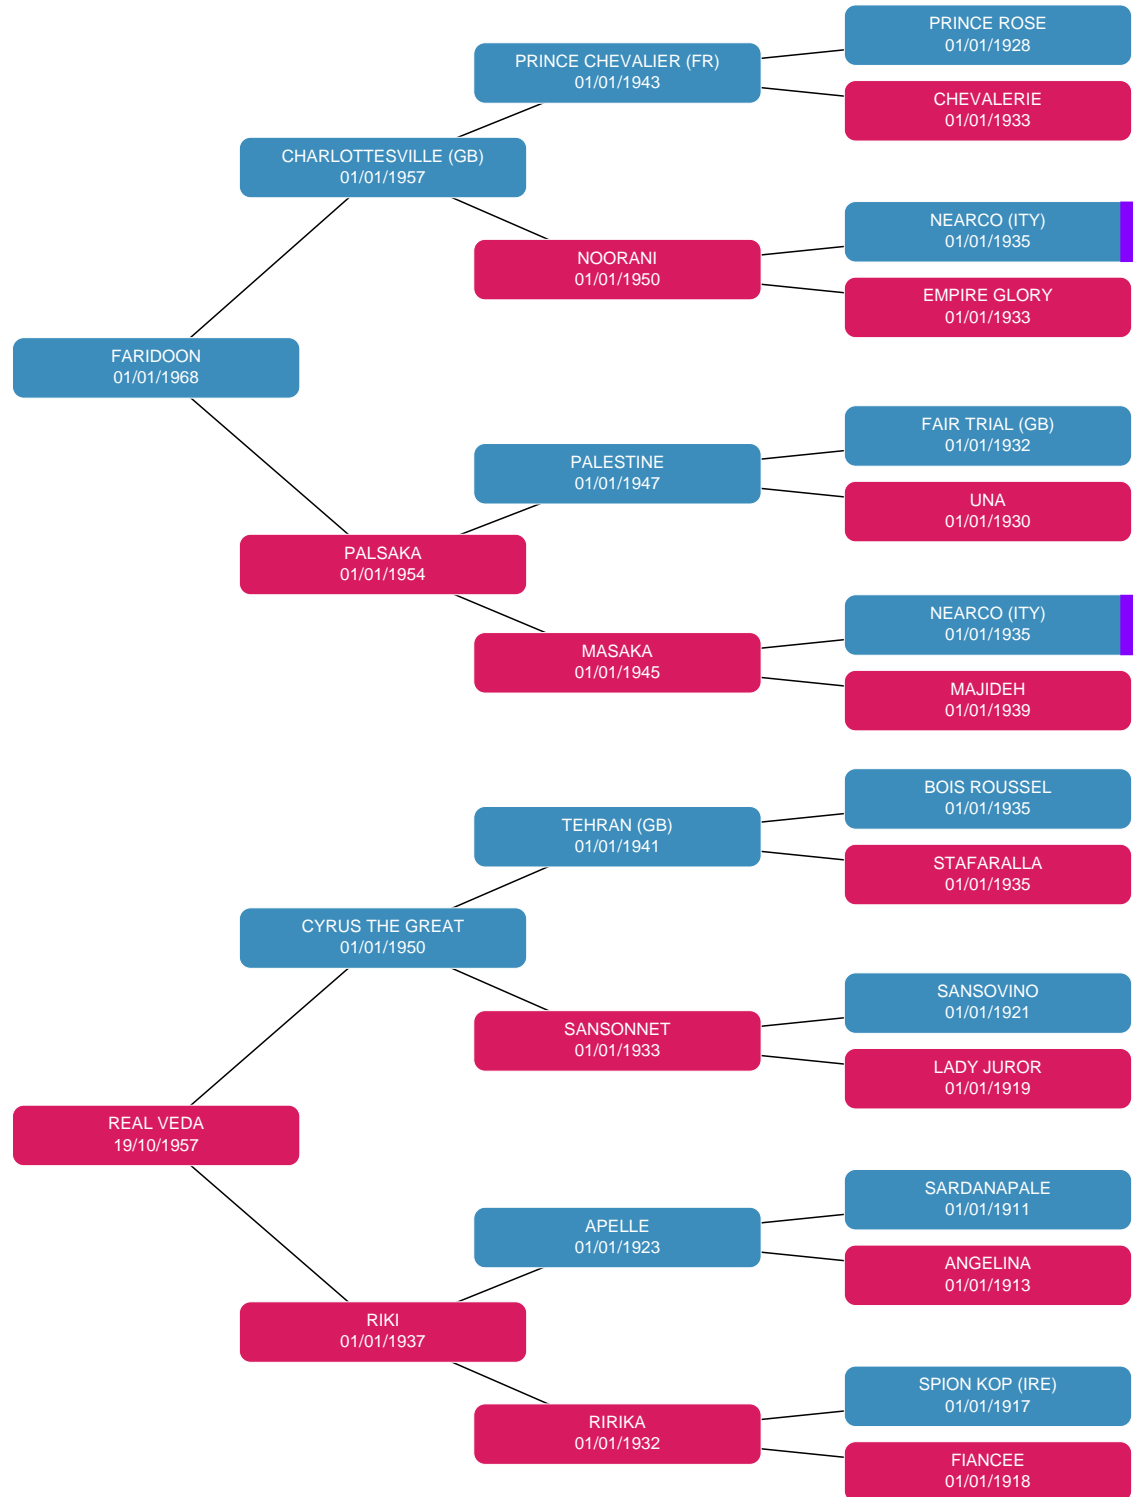 PRINCE ROSE
01/01/1928
PRINCE CHEVALIER (FR)
01/01/1943
CHEVALERIE
01/01/1933
CHARLOTTESVILLE (GB)
01/01/1957
NEARCO (ITY)
01/01/1935
NOORANI
01/01/1950
EMPIRE GLORY
01/01/1933
FARIDOON
01/01/1968
FAIR TRIAL (GB)
01/01/1932
PALESTINE
01/01/1947
UNA
01/01/1930
PALSAKA
01/01/1954
NEARCO (ITY)
01/01/1935
MASAKA
01/01/1945
MAJIDEH
01/01/1939
BOIS ROUSSEL
01/01/1935
TEHRAN (GB)
01/01/1941
STAFARALLA
01/01/1935
CYRUS THE GREAT
01/01/1950
SANSOVINO
01/01/1921
SANSONNET
01/01/1933
LADY JUROR
01/01/1919
REAL VEDA
19/10/1957
SARDANAPALE
01/01/1911
APELLE
01/01/1923
ANGELINA
01/01/1913
RIKI
01/01/1937
SPION KOP (IRE)
01/01/1917
RIRIKA
01/01/1932
FIANCEE
01/01/1918